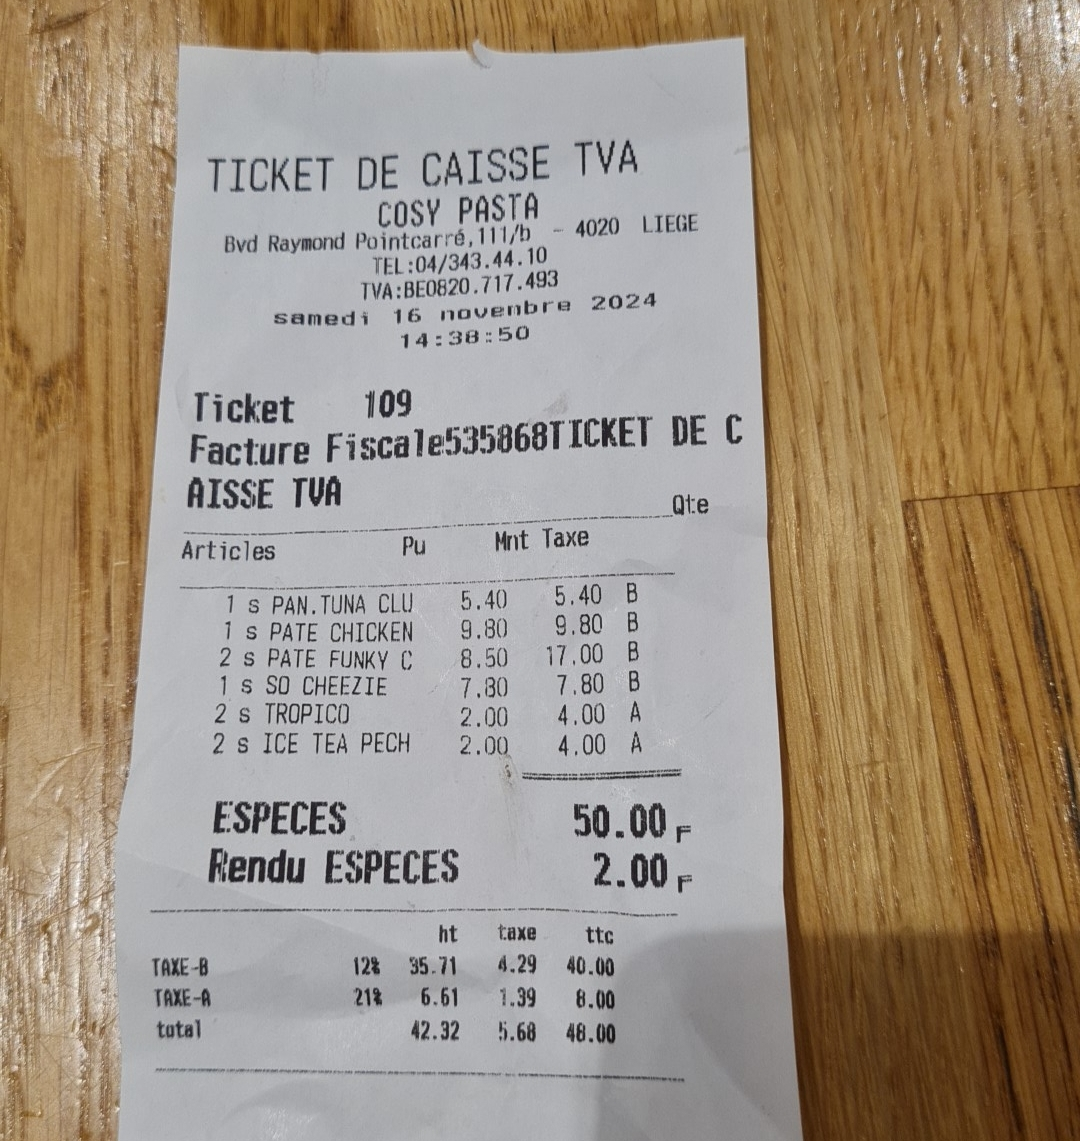 TICKET DE CAISSE TVA
COSY PASTA
Bvd Raymond Pointcarré,111/b - 4020 LIEGE
TEL:04/343.44.10
TVA:BE0820.717.493
samedi 16 novembre 2024
14:38:50
Ticket 109
Facture Fiscale535868TICKET DE C
AISSE TVA
Qte
Articles Pu Mnt Taxe
1 s PAN.TUNA CLU 5.40 5.40 B
1 s PATE CHICKEN 9.80 9.80 B
2 s PATE FUNKY C 8.50 17.00 B
1 s SO CHEEZIE 7.80 7.80 B
2 s TROPICO 2.00 4.00 A
2 s ICE TEA PECH 2.00 4.00 A
ESPECES 50.00 F
Rendu ESPECES 2.00 F
ht taxe ttc
TAXE-B 12% 35.71 4.29 40.00
TAXE-A 21% 6.61 1.39 8.00
total 42.32 5.68 48.00